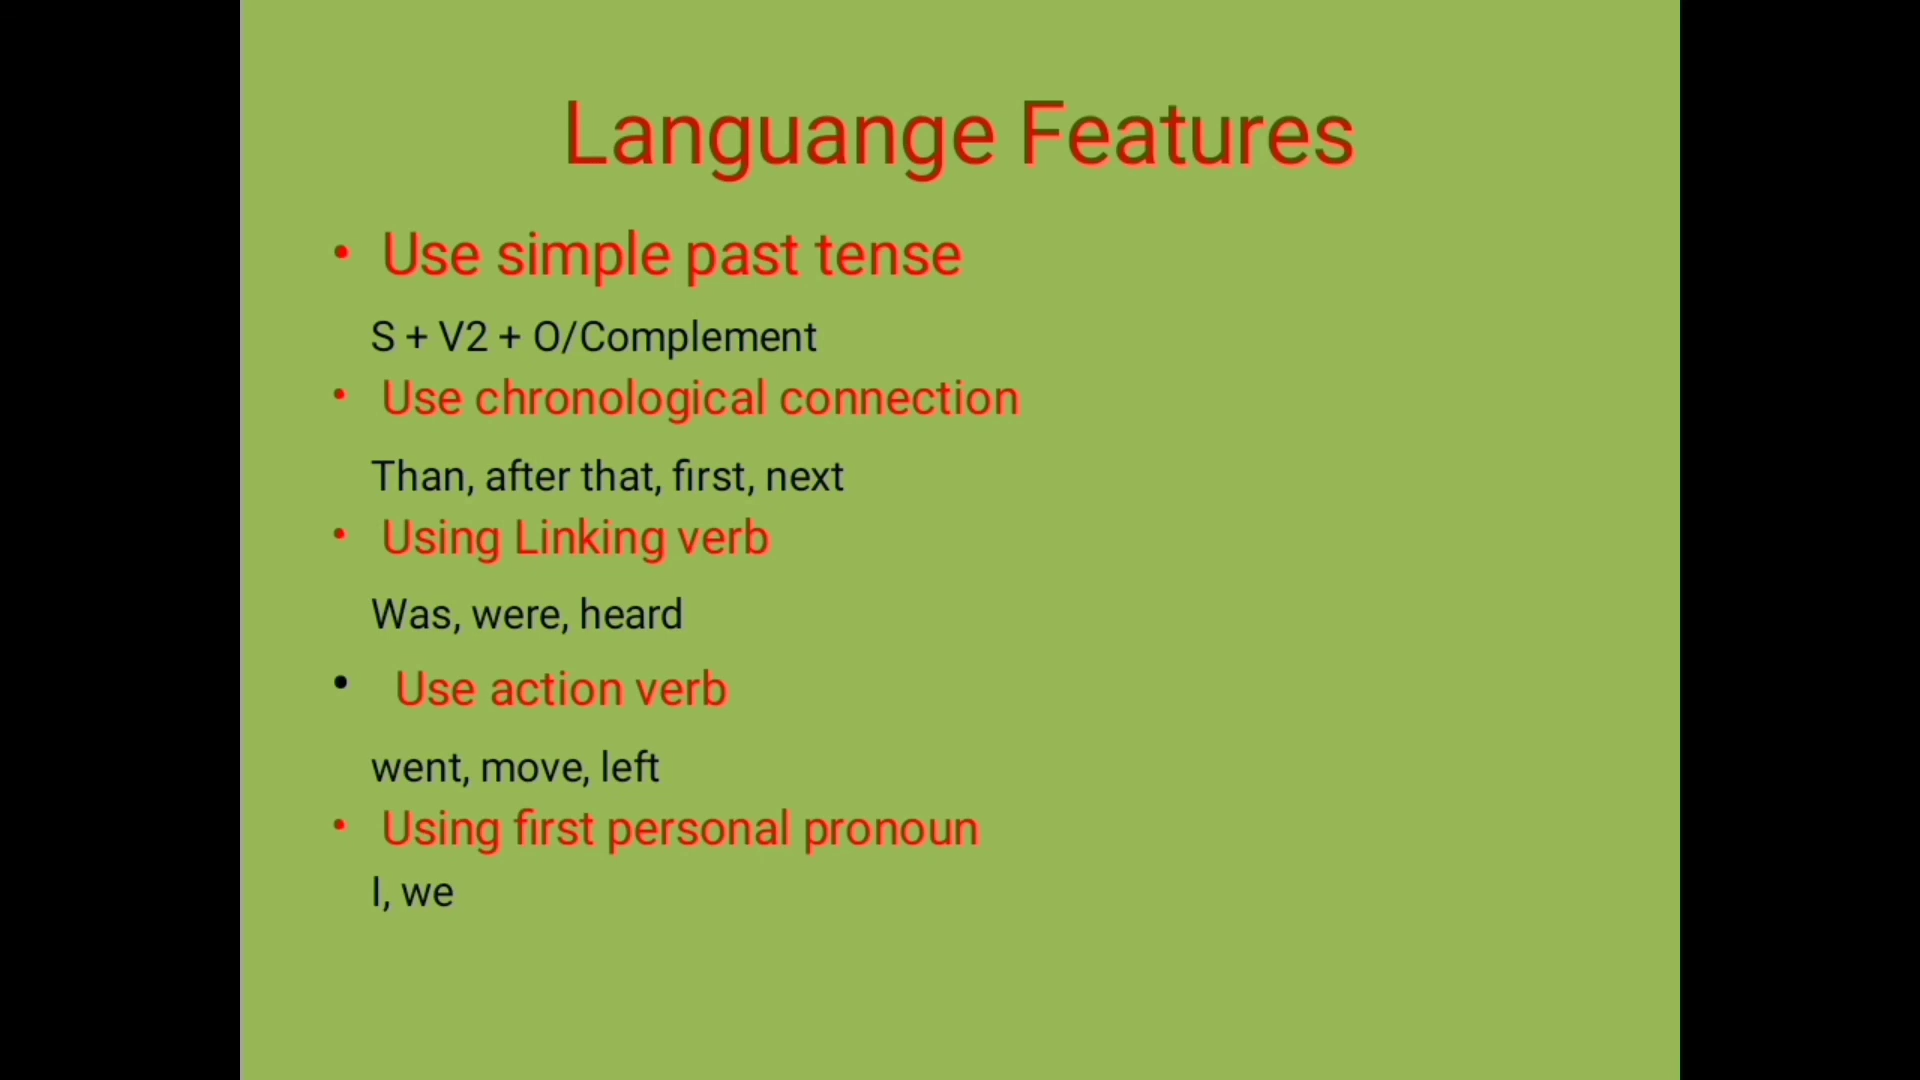 Languange Features
• Use simple past tense
S + V2 + O/Complement
• Use chronological connection
Than, after that, first, next
• Using Linking verb
Was, were, heard
• Use action verb
went, move, left
• Using first personal pronoun
I, we